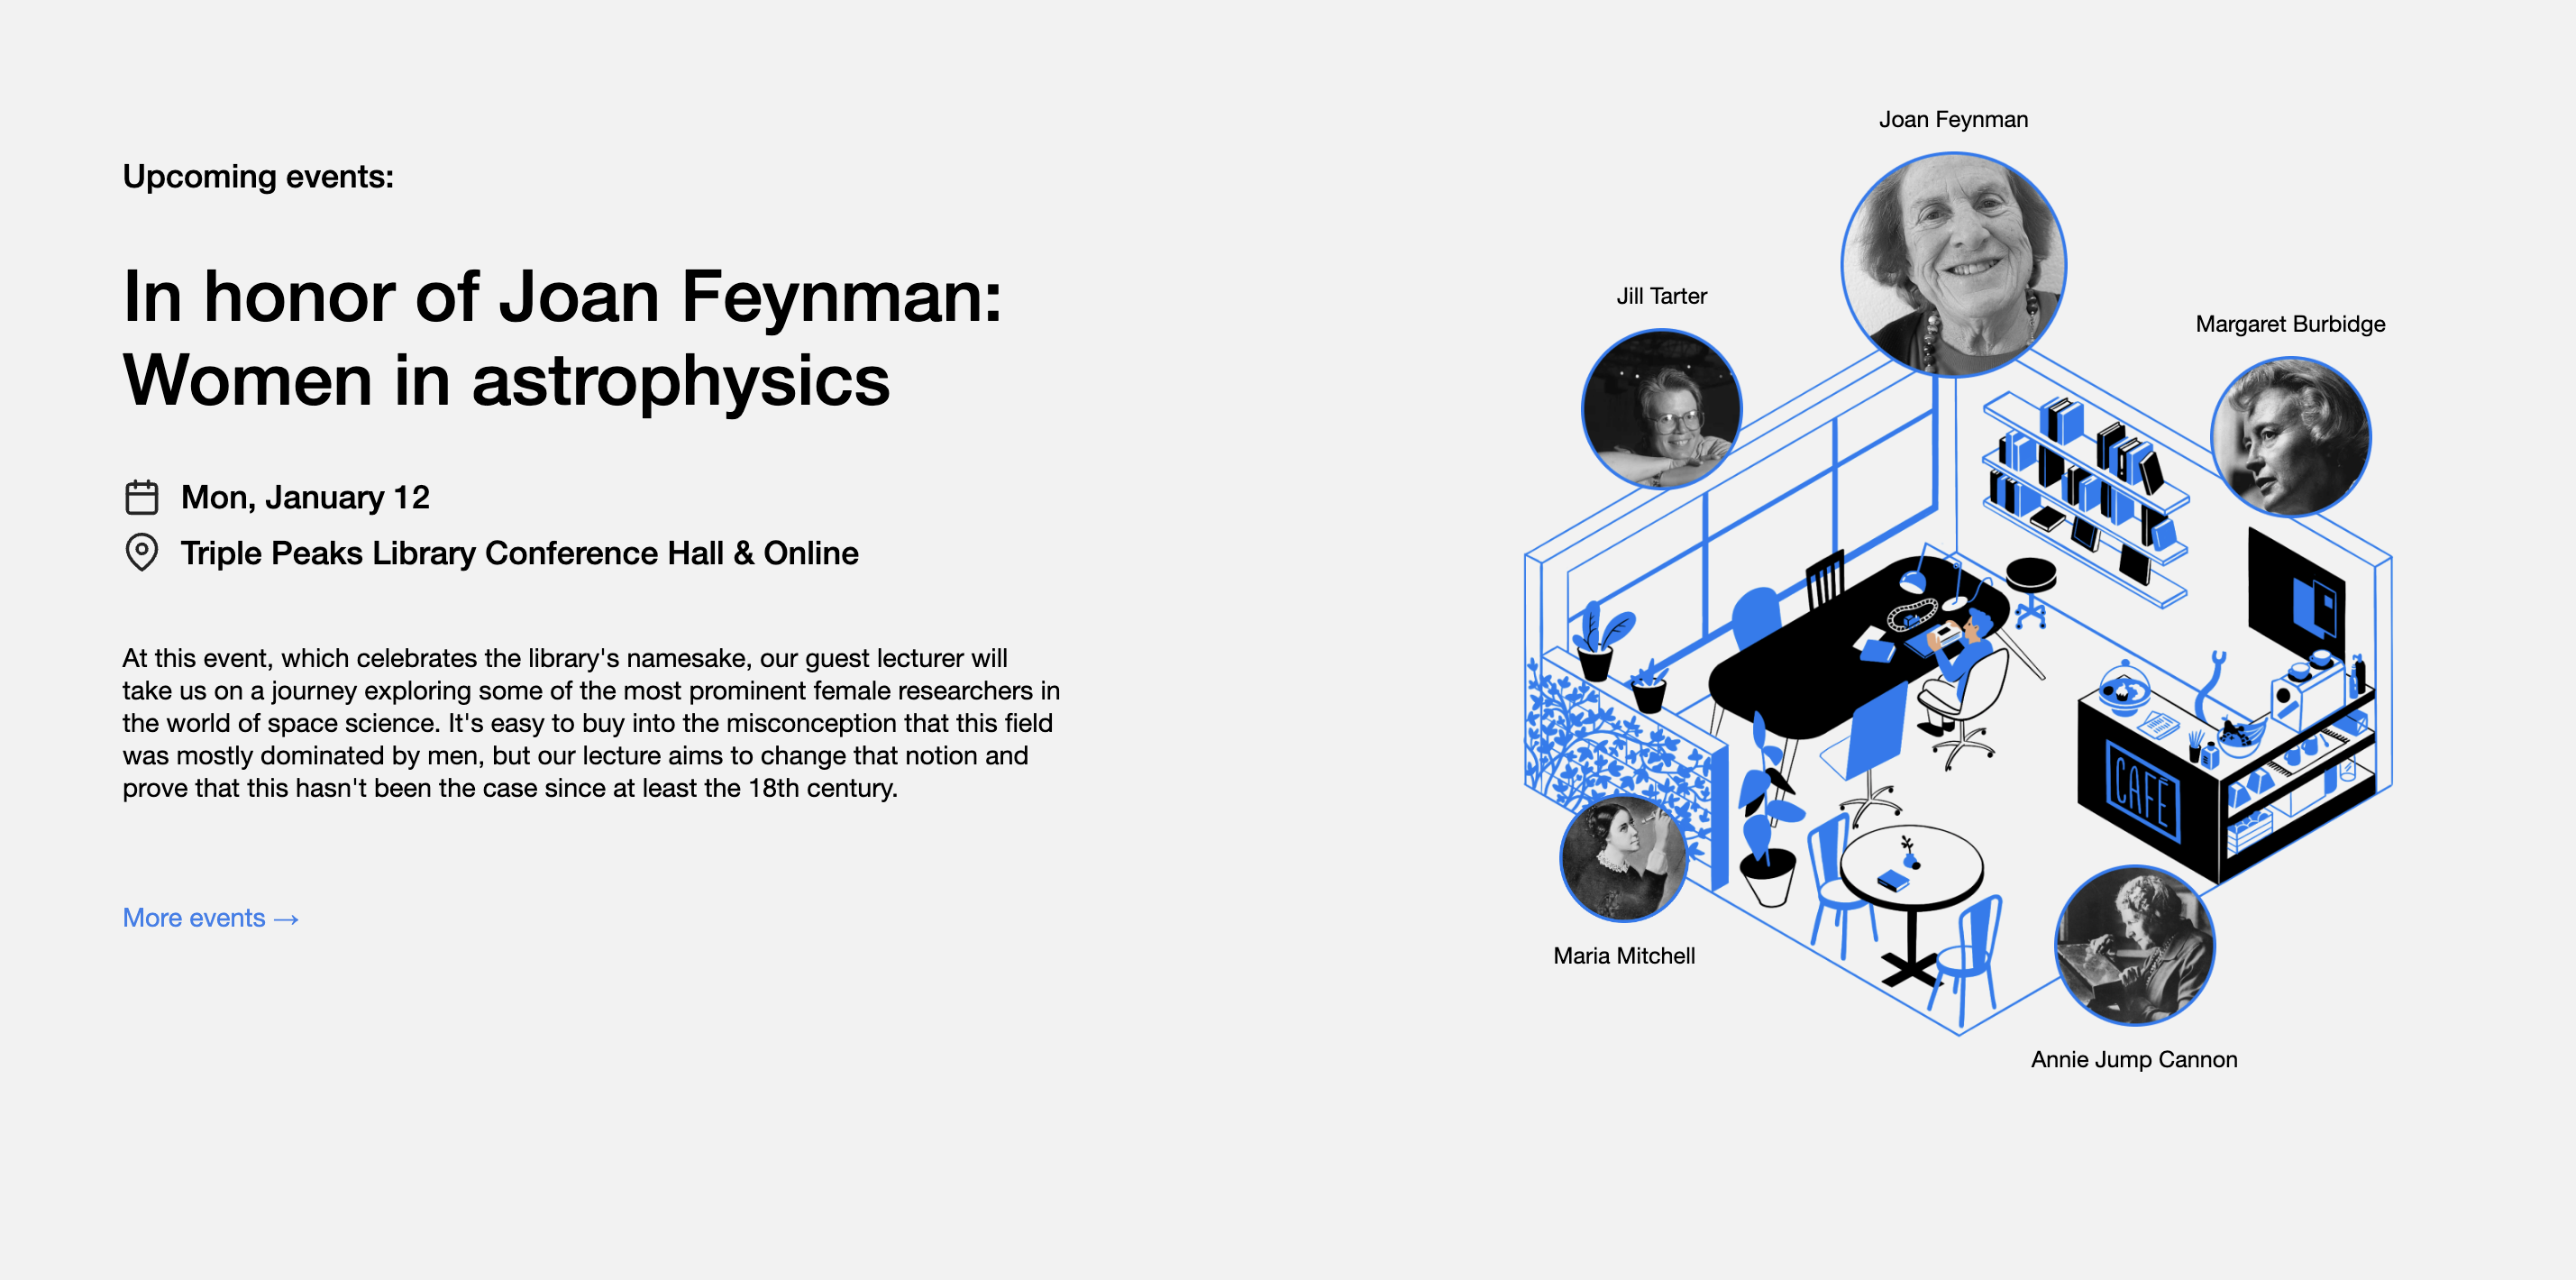 Upcoming events:
In honor of Joan Feynman:
Women in astrophysics
Mon, January 12
Triple Peaks Library Conference Hall & Online
At this event, which celebrates the library's namesake, our guest lecturer will
take us on a journey exploring some of the most prominent female researchers in
the world of space science. It's easy to buy into the misconception that this field
was mostly dominated by men, but our lecture aims to change that notion and
prove that this hasn't been the case since at least the 18th century.
More events →
Joan Feynman
Jill Tarter
Margaret Burbidge
CAFÉ
Maria Mitchell
Annie Jump Cannon